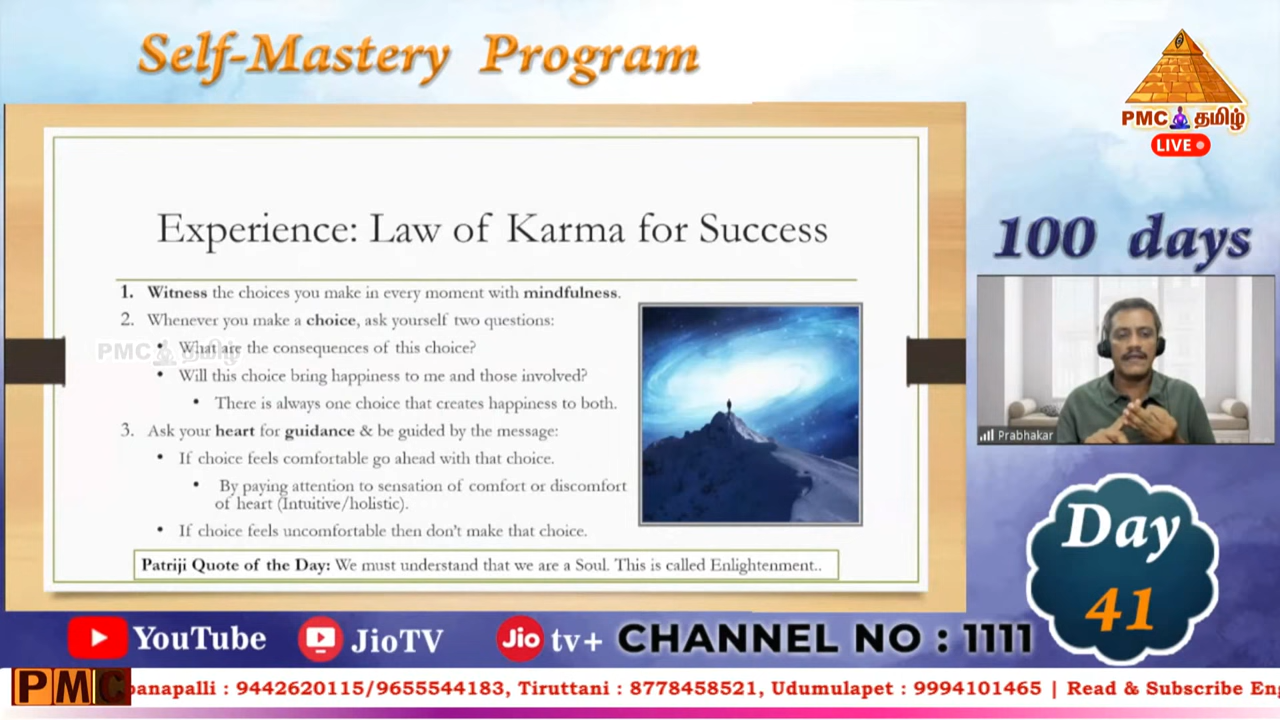 Self-Mastery Program
PMC தமிழ்
LIVE
100 days
Experience: Law of Karma for Success
1. Witness the choices you make in every moment with mindfulness.
2. Whenever you make a choice, ask yourself two questions:
• What are the consequences of this choice?
PMC தமிழ்
• Will this choice bring happiness to me and those involved?
• There is always one choice that creates happiness to both.
3. Ask your heart for guidance & be guided by the message:
• If choice feels comfortable go ahead with that choice.
• By paying attention to sensation of comfort or discomfort
of heart (Intuitive/holistic).
• If choice feels uncomfortable then don't make that choice.
Patriji Quote of the Day: We must understand that we are a Soul. This is called Enlightenment..
Prabhakar
Day
41
YouTube JioTV Jio tv+ CHANNEL NO : 1111
PMC panapalli : 9442620115/9655544183, Tiruttani : 8778458521, Udumulapet : 9994101465 | Read & Subscribe En